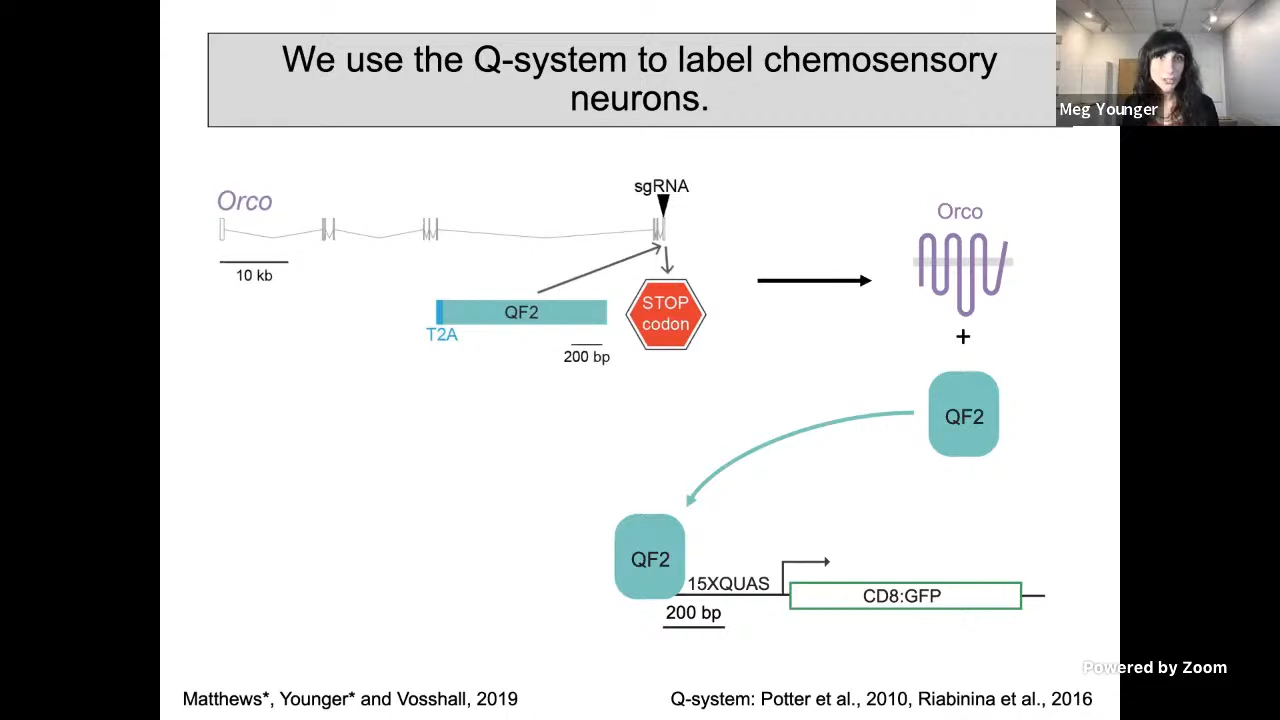 We use the Q-system to label chemosensory
neurons.
Meg Younger
Orco
sgRNA
10 kb
QF2
T2A
200 bp
STOP
codon
Orco
+
QF2
QF2
15XQUAS
CD8:GFP
200 bp
Powered by Zoom
Matthews*, Younger* and Vosshall, 2019
Q-system: Potter et al., 2010, Riabinina et al., 2016